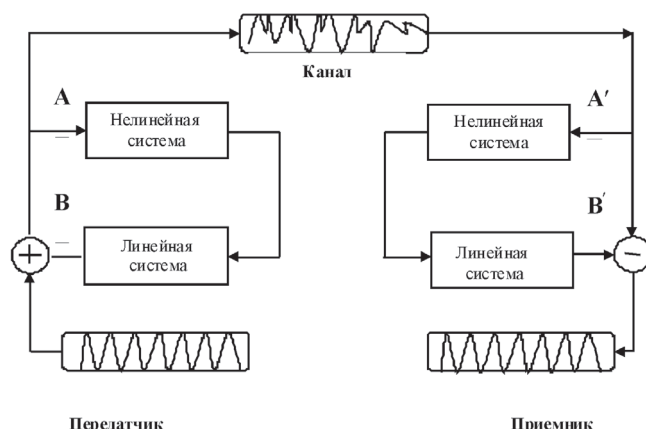 Канал
A
Нелинейная
система
A′
Нелинейная
система
B
Линейная
система
B′
Линейная
система
Передатчик
Приемник